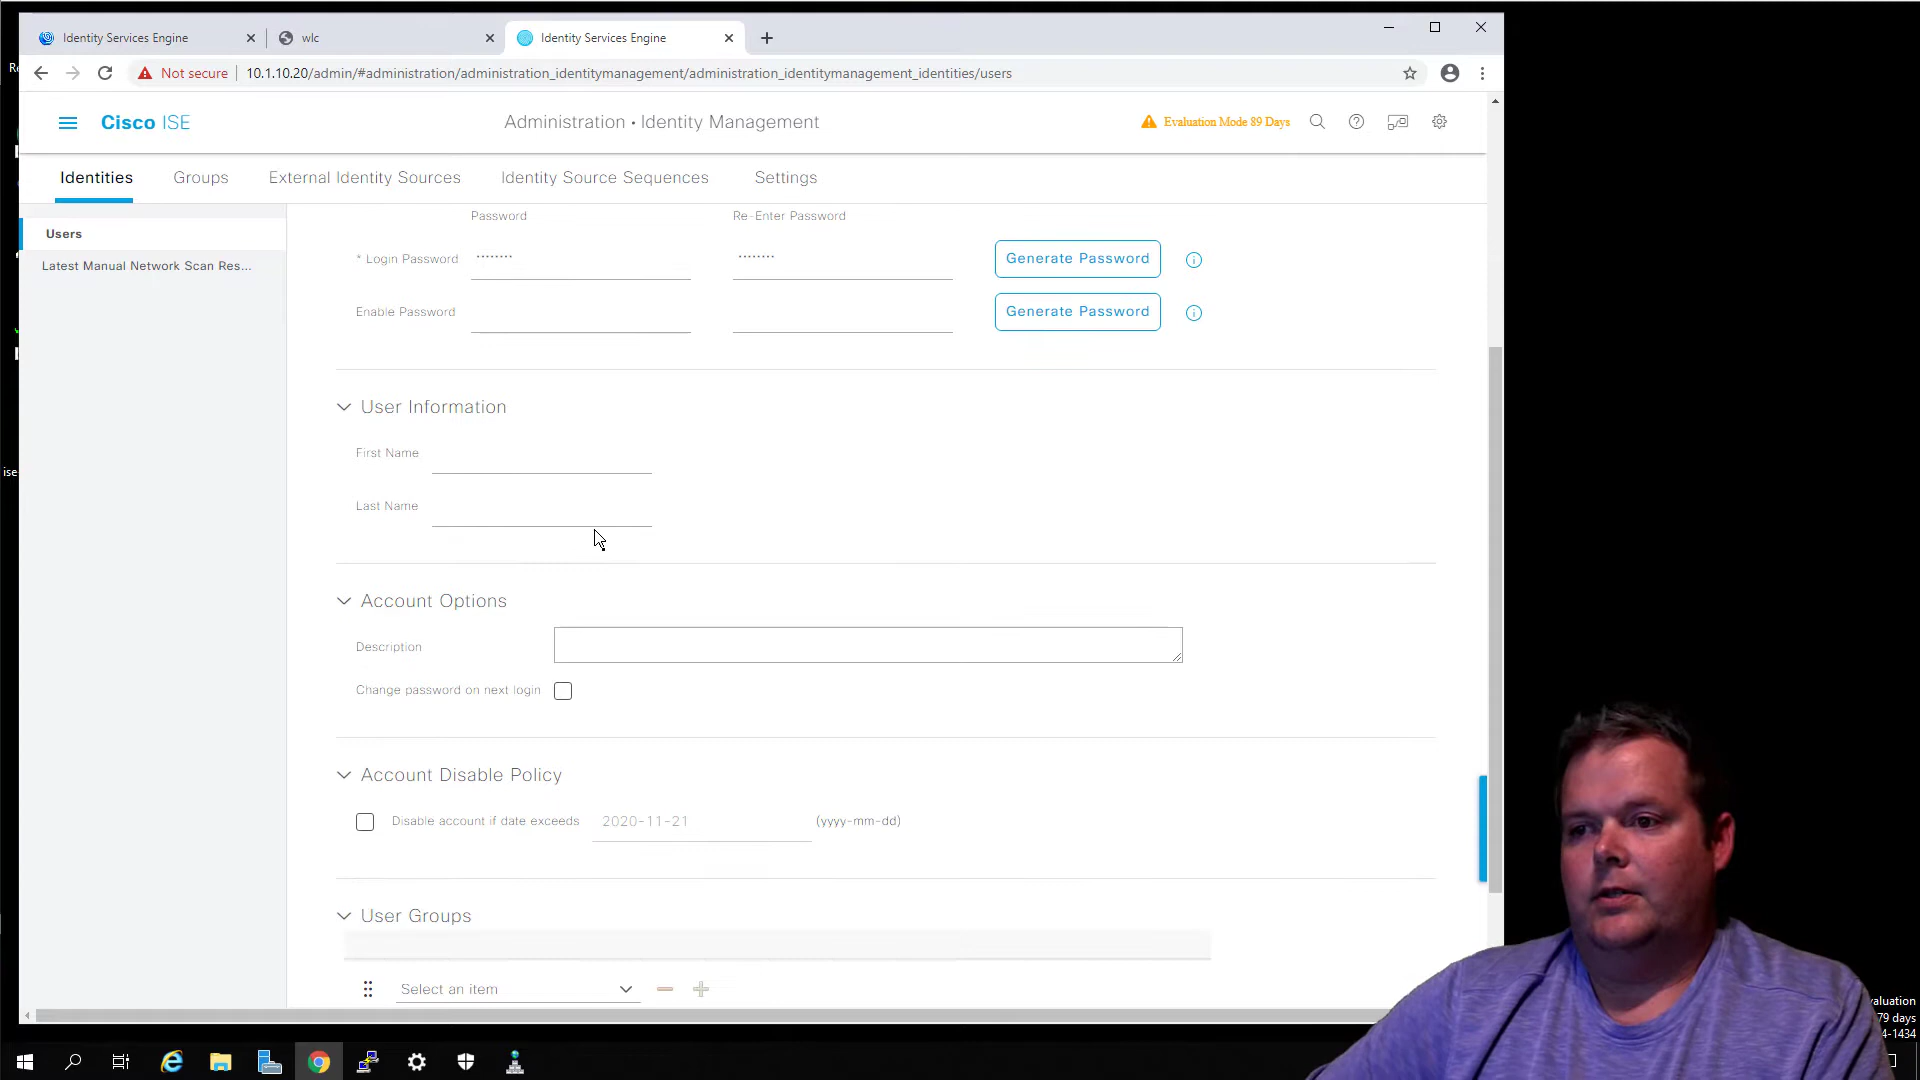 Identity Services Engine
wlc
Identity Services Engine
Not secure
10.1.10.20/admin/#administration/administration_identitymanagement/administration_identitymanagement_identities/users
Cisco ISE
Administration • Identity Management
Evaluation Mode 89 Days
Identities
Groups
External Identity Sources
Identity Source Sequences
Settings
Users
Latest Manual Network Scan Res...
Password
Re-Enter Password
* Login Password
········
········
Generate Password
Enable Password
Generate Password
User Information
First Name
Last Name
Account Options
Description
Change password on next login
Account Disable Policy
Disable account if date exceeds
2020-11-21
(yyyy-mm-dd)
User Groups
Select an item
ise
79 days